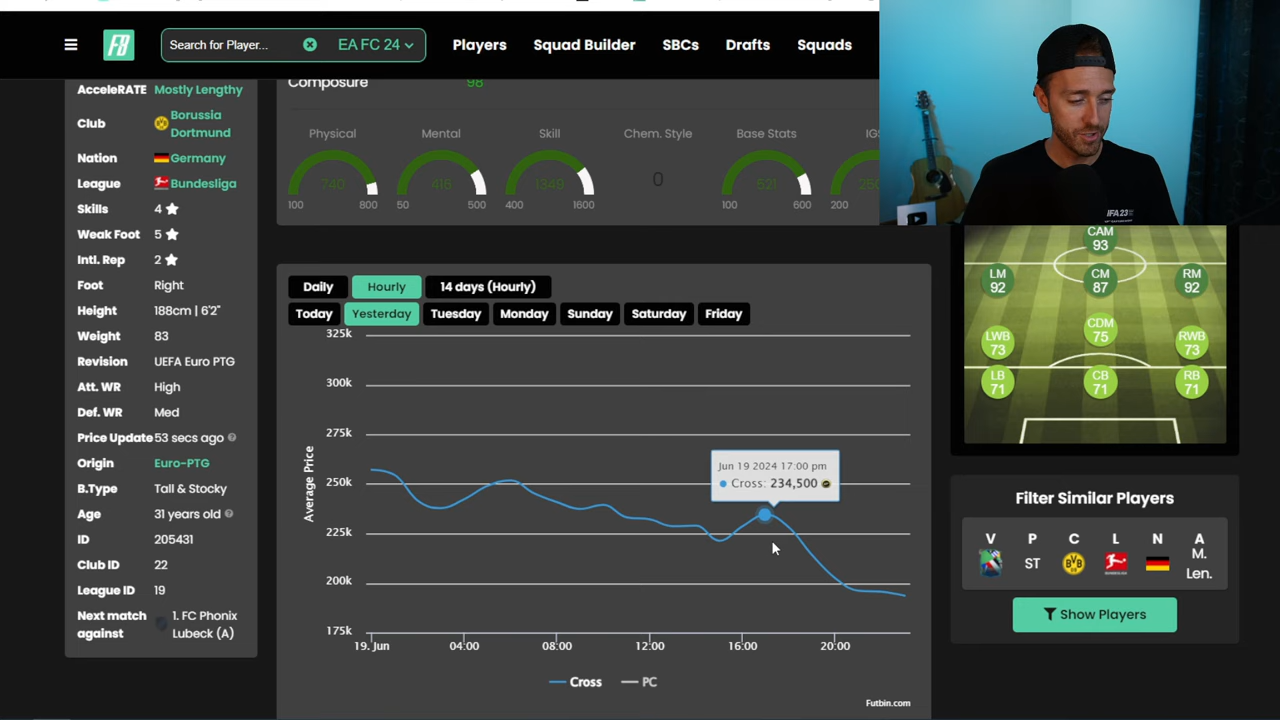 F8
Search for Player...
EA FC 24
Players
Squad Builder
SBCs
Drafts
Squads
AcceleRATE Mostly Lengthy
Club Borussia
Dortmund
Nation Germany
League Bundesliga
Skills 4
Weak Foot 5
Intl. Rep 2
Foot Right
Height 188cm | 6'2"
Weight 83
Revision UEFA Euro PTG
Att. WR High
Def. WR Med
Price Update 53 secs ago
Origin Euro-PTG
B.Type Tall & Stocky
Age 31 years old
ID 205431
Club ID 22
League ID 19
Next match 1. FC Phonix
against Lubeck (A)
Composure 98
Physical Mental Skill Chem. Style Base Stats
740 416 1349 0 521
100 800 50 500 400 1600 100 600 200
Daily Hourly 14 days (Hourly)
Today Yesterday Tuesday Monday Sunday Saturday Friday
325k
300k
275k
250k
225k
200k
175k
Average Price
Jun 19 2024 17:00 pm
Cross: 234,500
19. Jun 04:00 08:00 12:00 16:00 20:00
Cross PC
Futbin.com
IFA 23
CAM
93
LM CM RM
92 87 92
LWB CDM RWB
73 75 73
LB CB RB
71 71 71
Filter Similar Players
V P C L N A
ST BVB M.
Len.
Show Players